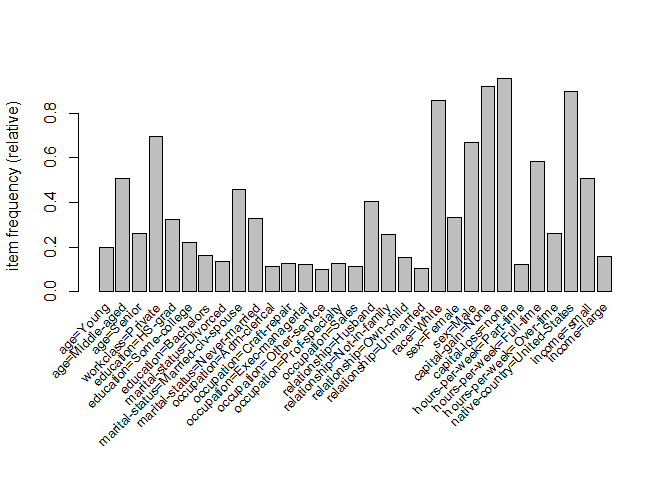 item frequency (relative)
0.0
0.2
0.4
0.6
0.8
age=Young
age=Middle-aged
age=Senior
workclass=Private
education=HS-grad
education=Some-college
education=Bachelors
marital-status=Divorced
marital-status=Married-civ-spouse
marital-status=Never-married
occupation=Adm-clerical
occupation=Craft-repair
occupation=Exec-managerial
occupation=Other-service
occupation=Prof-specialty
occupation=Sales
relationship=Husband
relationship=Not-in-family
relationship=Own-child
relationship=Unmarried
race=White
sex=Female
sex=Male
capital-gain=None
capital-loss=none
hours-per-week=Part-time
hours-per-week=Full-time
hours-per-week=Over-time
native-country=United-States
income=small
income=large